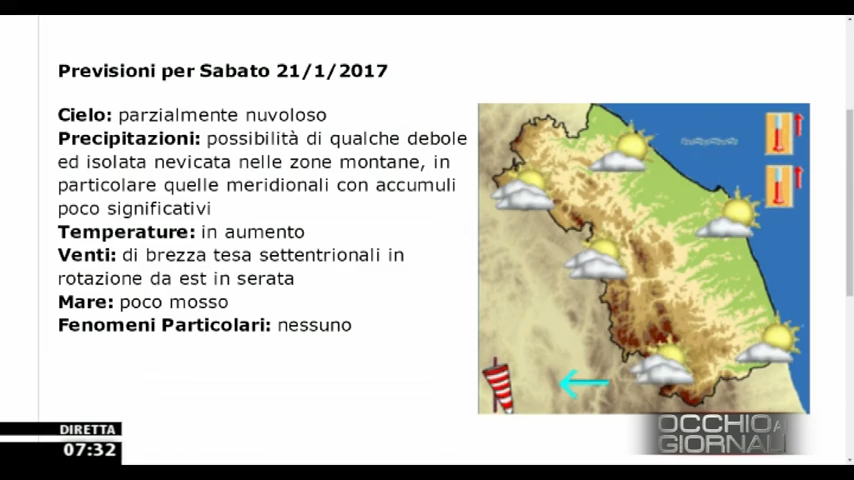 Previsioni per Sabato 21/1/2017
Cielo: parzialmente nuvoloso
Precipitazioni: possibilità di qualche debole
ed isolata nevicata nelle zone montane, in
particolare quelle meridionali con accumuli
poco significativi
Temperature: in aumento
Venti: di brezza tesa settentrionali in
rotazione da est in serata
Mare: poco mosso
Fenomeni Particolari: nessuno
DIRETTA
07:32
OCCHIO AI
GIORNALI